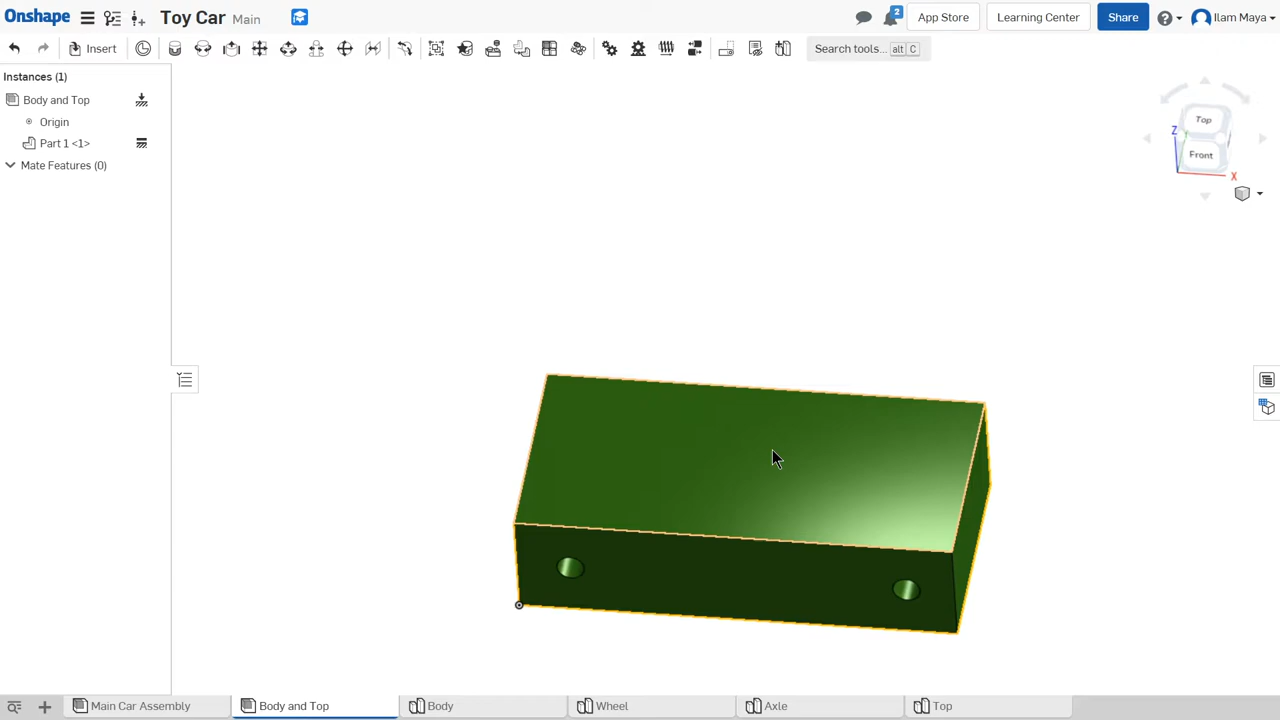 Onshape Toy Car Main 2 App Store Learning Center Share Ilam Maya
Insert Search tools... alt C
Instances (1)
Body and Top
Origin
Part 1 <1>
Mate Features (0)
Top
Z
Front
X
Main Car Assembly Body and Top Body Wheel Axle Top